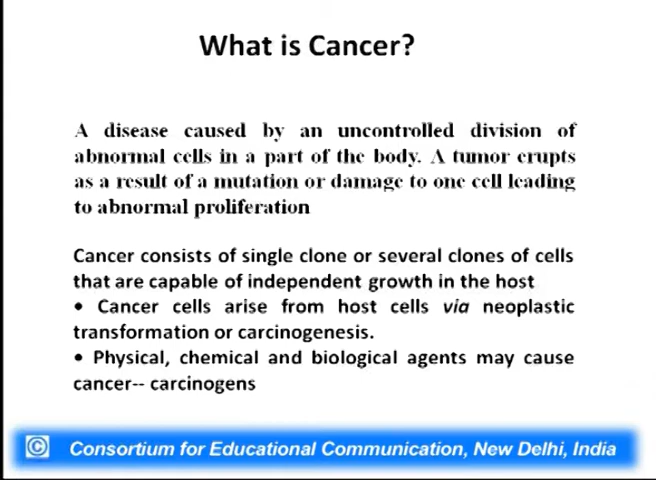 What is Cancer?
A disease caused by an uncontrolled division of
abnormal cells in a part of the body. A tumor erupts
as a result of a mutation or damage to one cell leading
to abnormal proliferation
Cancer consists of single clone or several clones of cells
that are capable of independent growth in the host
• Cancer cells arise from host cells via neoplastic
transformation or carcinogenesis.
• Physical, chemical and biological agents may cause
cancer-- carcinogens
© Consortium for Educational Communication, New Delhi, India